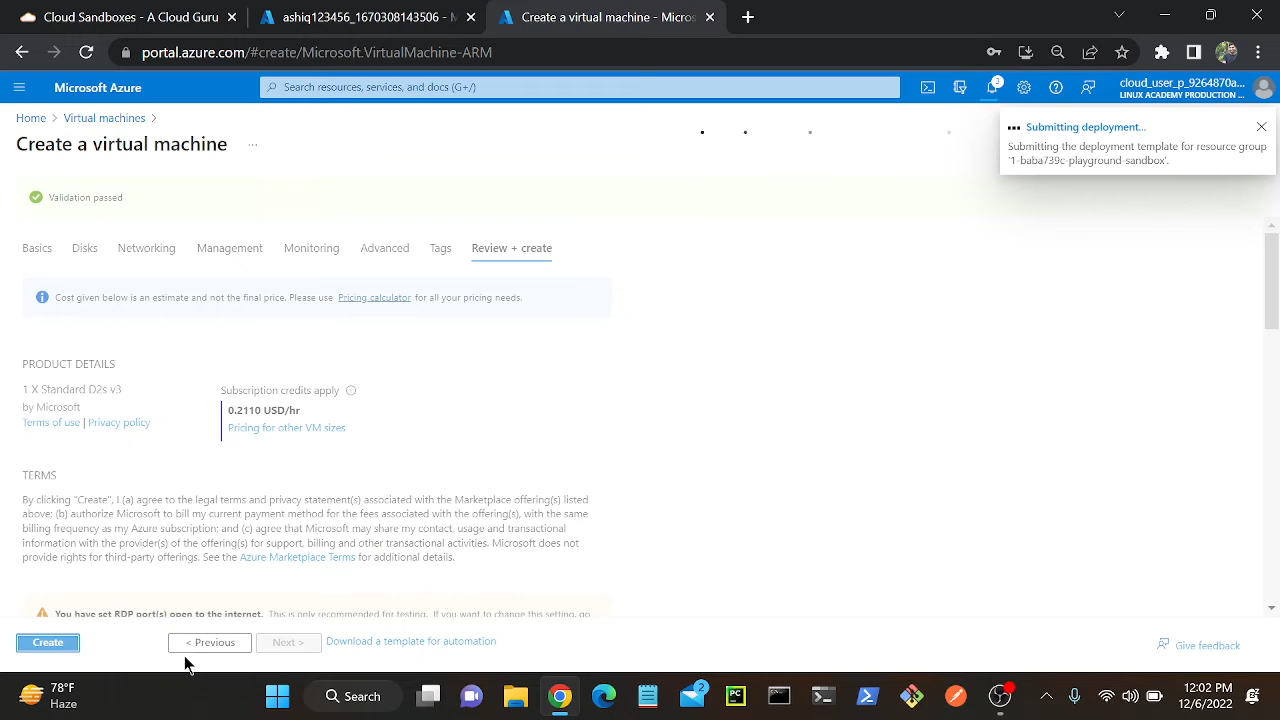 A Cloud Sandboxes - A Cloud Guru
ashiq123456_1670308143506 - M
Create a virtual machine - Micros
portal.azure.com/#create/Microsoft.VirtualMachine-ARM
Microsoft Azure
Search resources, services, and docs (G+/)
3
cloud_user_p_9264870a...
LINUX ACADEMY PRODUCTION ...
Home > Virtual machines >
Create a virtual machine ...
Submitting deployment...
Submitting the deployment template for resource group
'1-baba739c-playground-sandbox'.
Validation passed
Basics Disks Networking Management Monitoring Advanced Tags Review + create
Cost given below is an estimate and not the final price. Please use Pricing calculator for all your pricing needs.
PRODUCT DETAILS
1 X Standard D2s v3
by Microsoft
Terms of use | Privacy policy
Subscription credits apply
0.2110 USD/hr
Pricing for other VM sizes
TERMS
By clicking "Create", I (a) agree to the legal terms and privacy statement(s) associated with the Marketplace offering(s) listed
above; (b) authorize Microsoft to bill my current payment method for the fees associated with the offering(s), with the same
billing frequency as my Azure subscription; and (c) agree that Microsoft may share my contact, usage and transactional
information with the provider(s) of the offering(s) for support, billing and other transactional activities. Microsoft does not
provide rights for third-party offerings. See the Azure Marketplace Terms for additional details.
You have set RDP port(s) open to the internet. This is only recommended for testing. If you want to change this setting, go
Create
< Previous
Next >
Download a template for automation
Give feedback
78°F
Haze
Search
2
PC
12:02 PM
12/6/2022